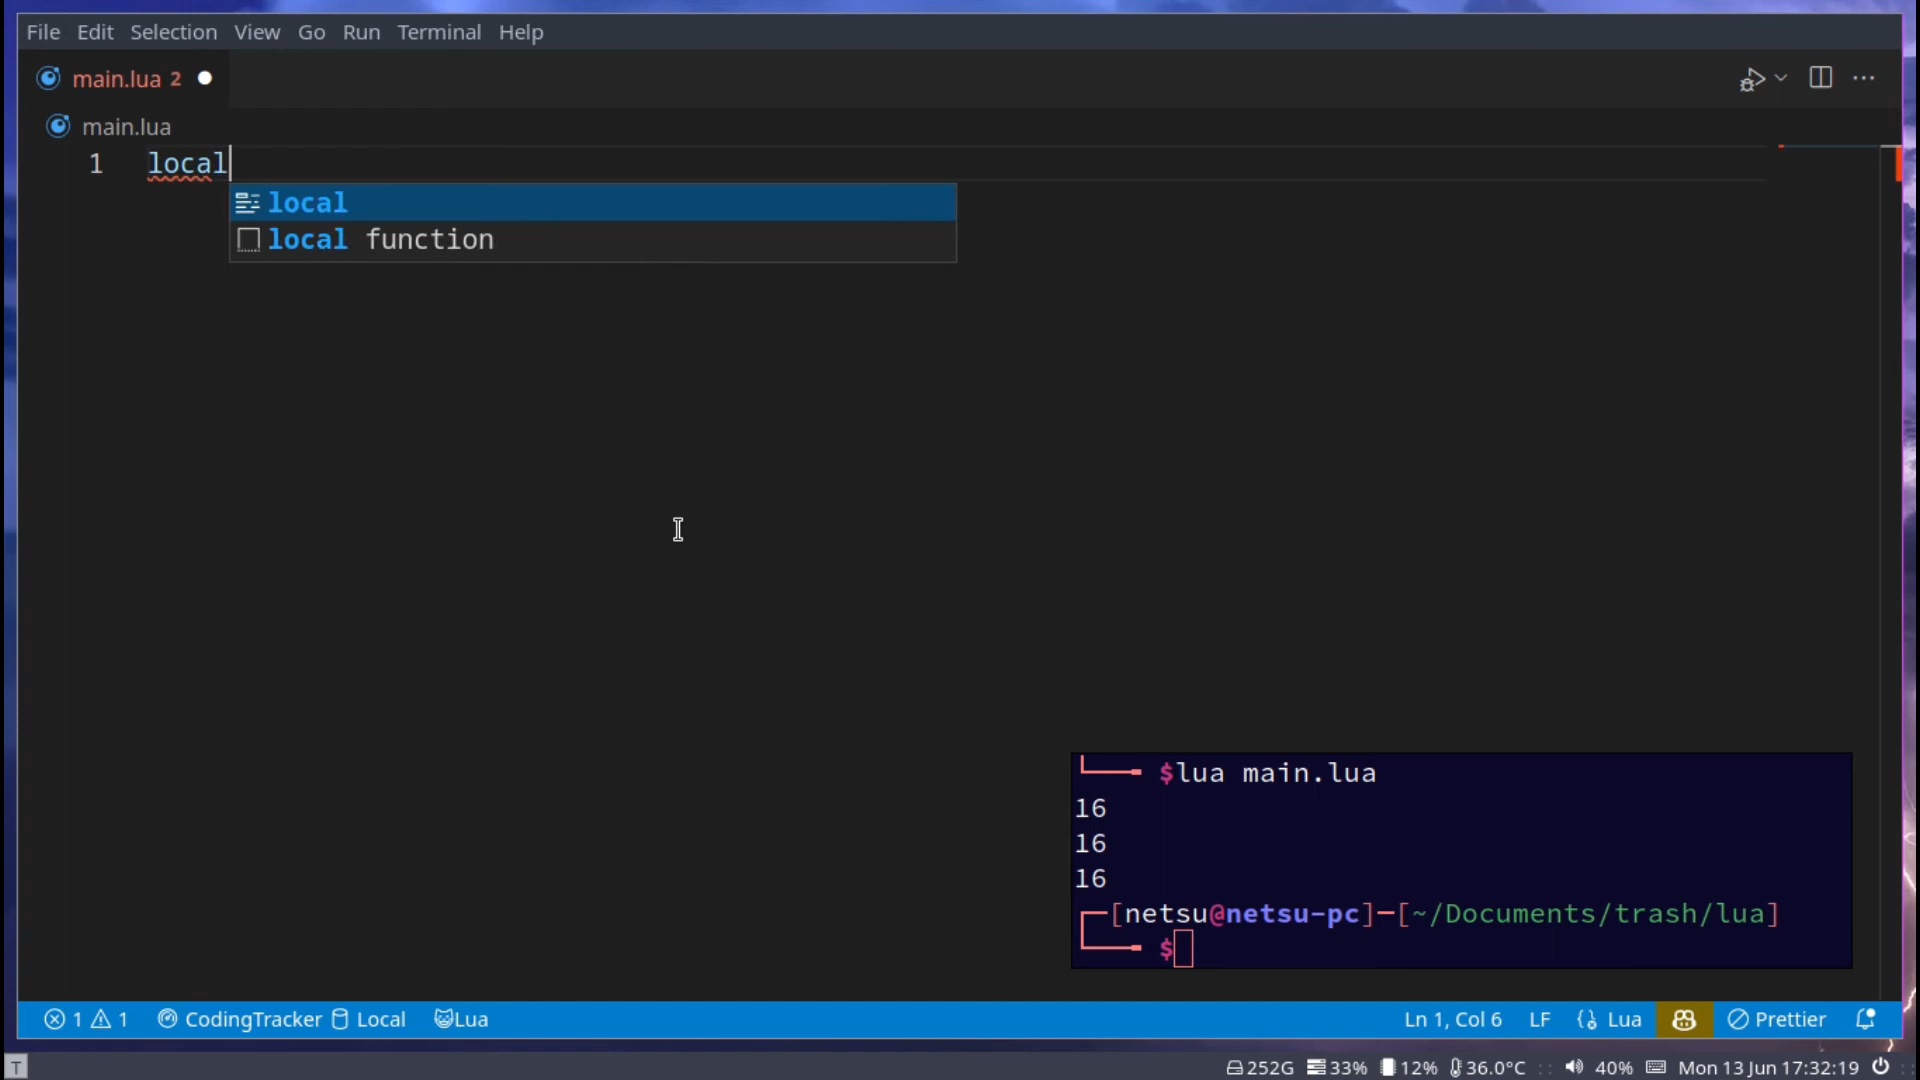 File Edit Selection View Go Run Terminal Help
main.lua 2
main.lua
1 local
local
local function
$lua main.lua
16
16
16
[netsu@netsu-pc]-[~/Documents/trash/lua]
$
1 1 CodingTracker Local Lua Ln 1, Col 6 LF Lua Prettier
T 252G 33% 12% 36.0°C 40% Mon 13 Jun 17:32:19